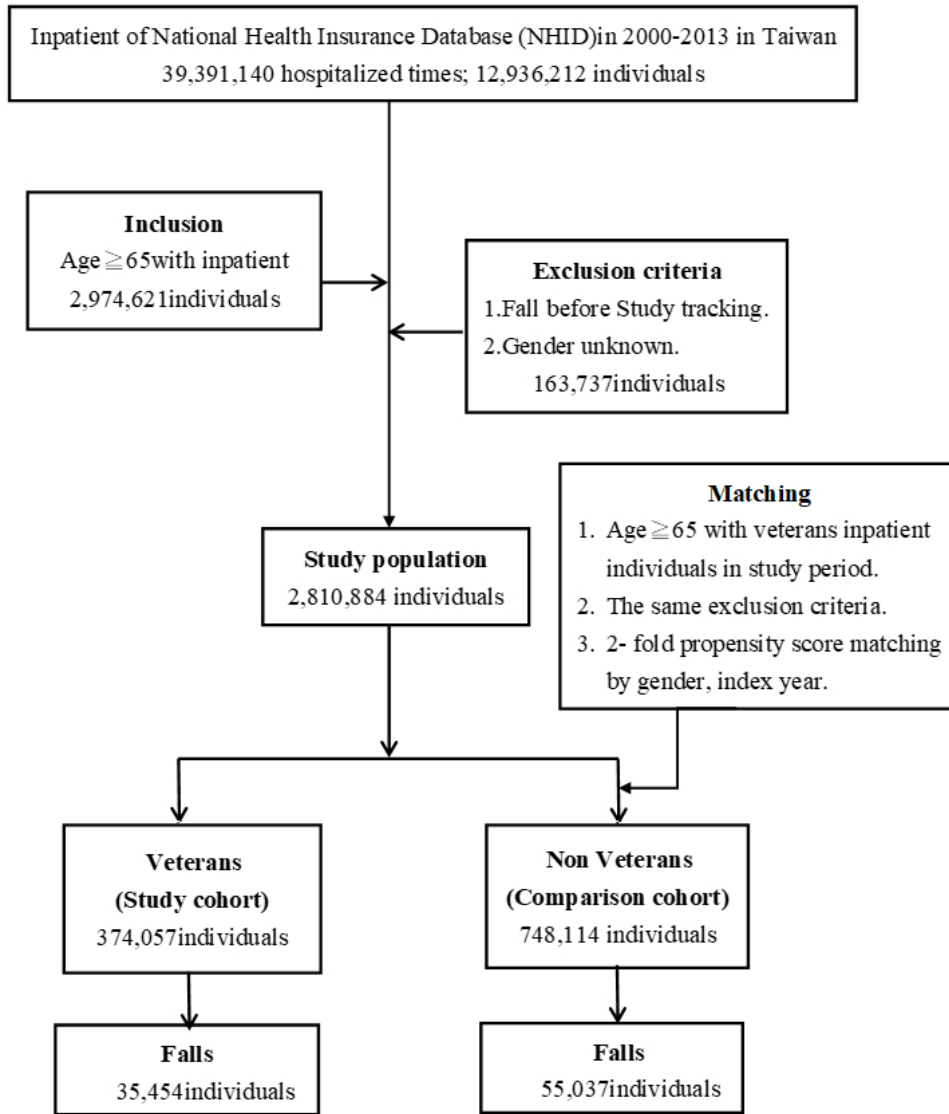 Inpatient of National Health Insurance Database (NHID)in 2000-2013 in Taiwan
39,391,140 hospitalized times; 12,936,212 individuals
Inclusion
Age≧65with inpatient
2,974,621individuals
Exclusion criteria
1.Fall before Study tracking.
2.Gender unknown.
163,737individuals
Matching
1. Age≧65 with veterans inpatient
individuals in study period.
2. The same exclusion criteria.
3. 2- fold propensity score matching
by gender, index year.
Study population
2,810,884 individuals
Veterans
(Study cohort)
374,057individuals
Non Veterans
(Comparison cohort)
748,114 individuals
Falls
35,454individuals
Falls
55,037individuals